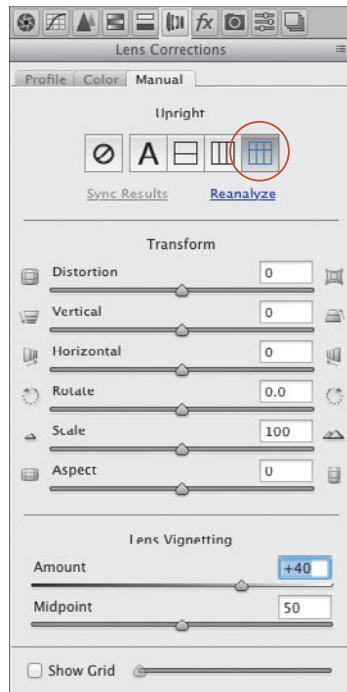 fx
Lens Corrections
Profile Color Manual
Upright
A
Sync Results Reanalyze
Transform
Distortion 0
Vertical 0
Horizontal 0
Rotate 0.0
Scale 100
Aspect 0
Lens Vignetting
Amount +40
Midpoint 50
Show Grid